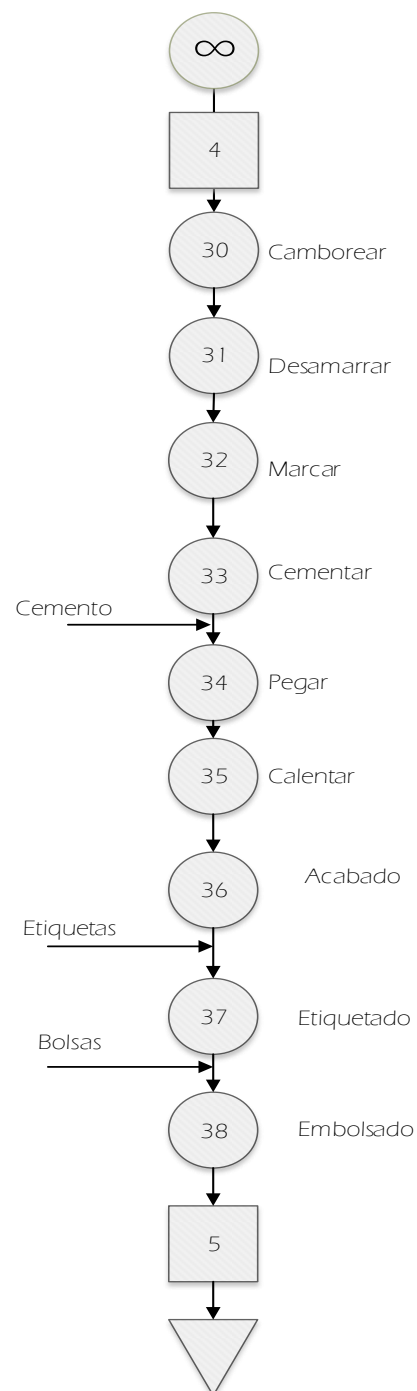 ∞
4
30 Camborear
31 Desamarrar
32 Marcar
33 Cementar
Cemento
34 Pegar
35 Calentar
36 Acabado
Etiquetas
37 Etiquetado
Bolsas
38 Embolsado
5